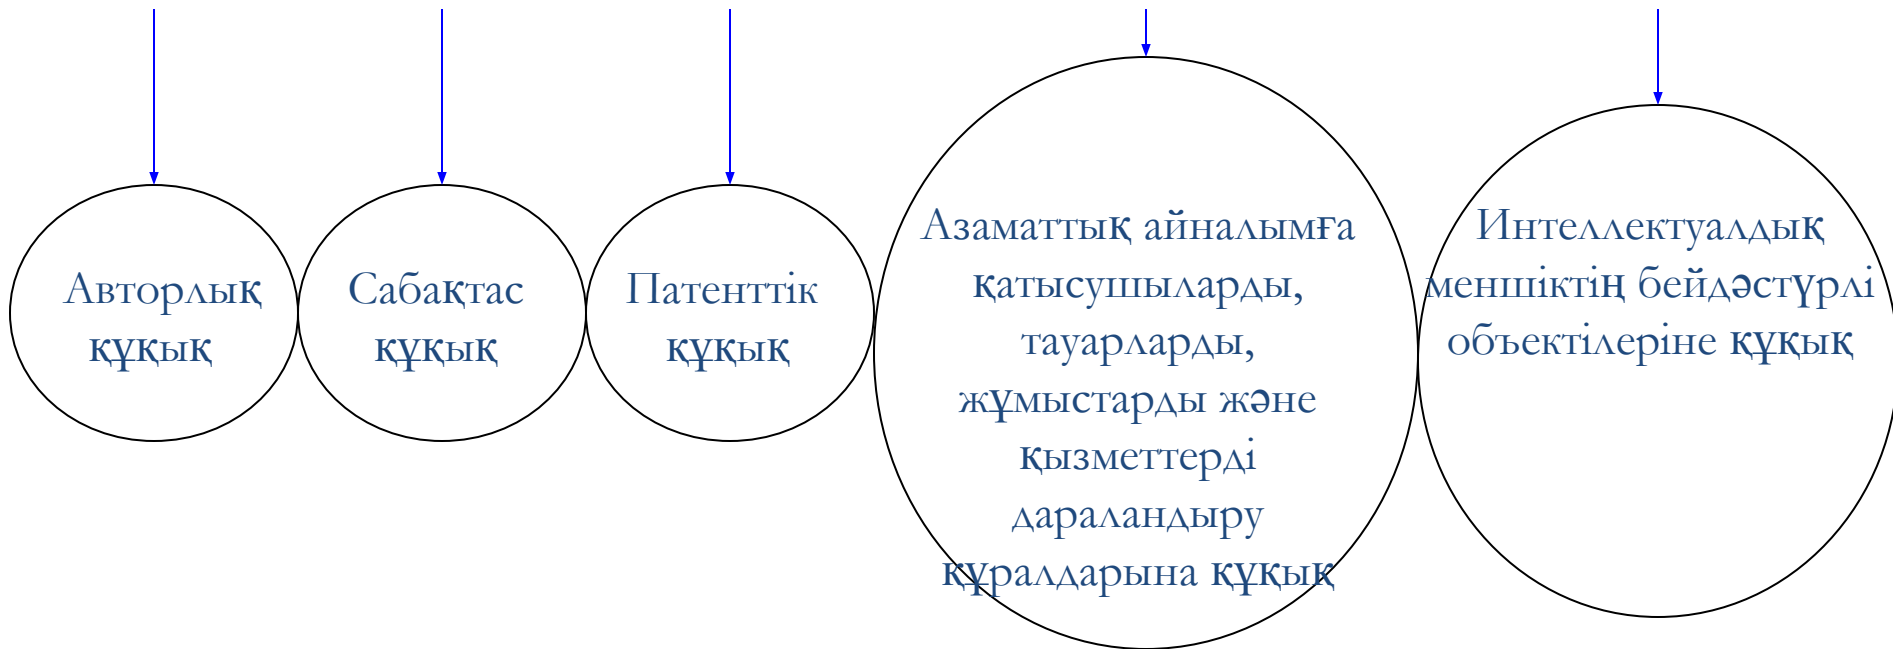 Авторлық
құқық
Сабақтас
құқық
Патенттік
құқық
Азаматтық айналымға
қатысушыларды,
тауарларды,
жұмыстарды және
қызметтерді
дараландыру
құралдарына құқық
Интеллектуалдық
меншіктің бейдәстүрлі
объектілеріне құқық